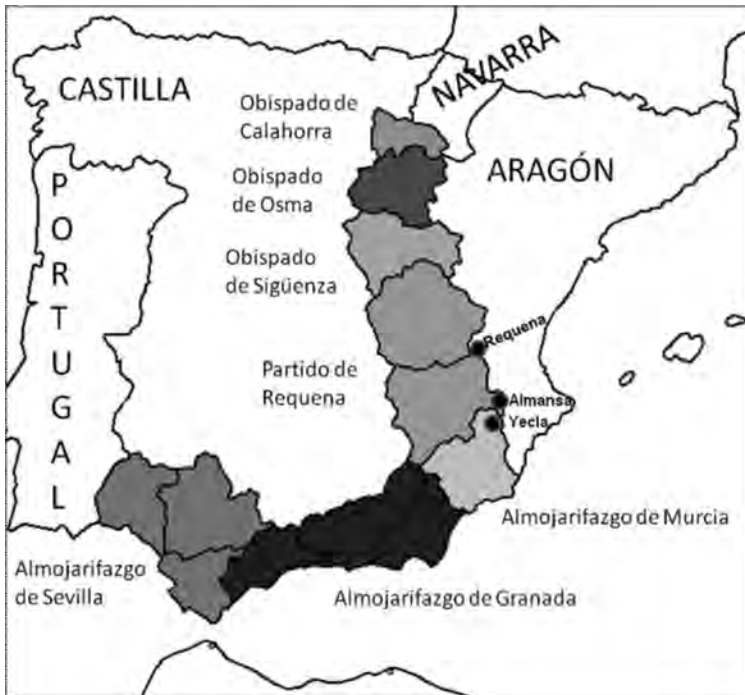 CASTILLA
NAVARRA
Obispado de
Calahorra
ARAGÓN
Obispado
de Osma
PORTUGAL
Obispado
de Sigüenza
Requena
Partido de
Requena
Almansa
Yecla
Almojarifazgo de Murcia
Almojarifazgo
de Sevilla
Almojarifazgo de Granada